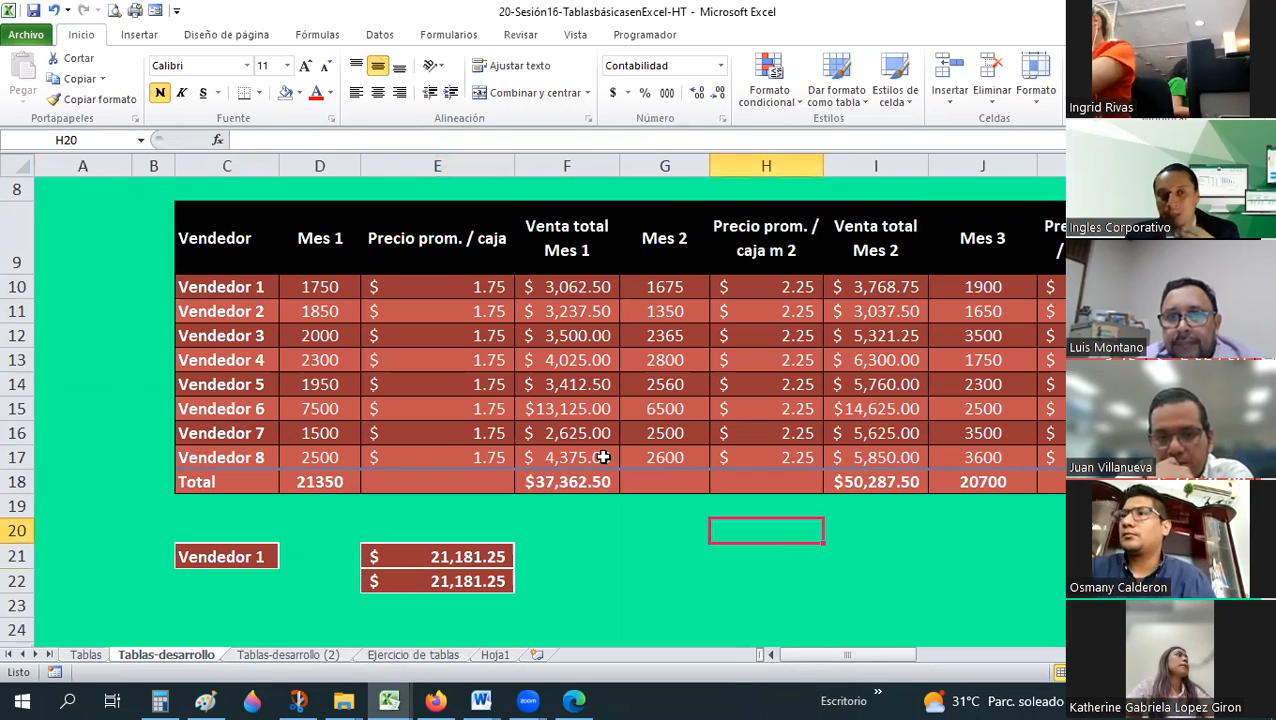 20-Sesión16-TablasbásicasenExcel-HT - Microsoft Excel
Archivo Inicio Insertar Diseño de página Fórmulas Datos Formularios Revisar Vista Programador
Pegar
Cortar
Copiar
Copiar formato
Portapapeles
Calibri 11
N K S
Fuente
Ajustar texto
Combinar y centrar
Alineación
Contabilidad
$ % 000
Número
Formato condicional
Dar formato como tabla
Estilos de celda
Estilos
Insertar Eliminar Formato
Celdas
H20 fx
A B C D E F G H I J
8
9 Vendedor Mes 1 Precio prom. / caja Venta total Mes 1 Mes 2 Precio prom. / caja m 2 Venta total Mes 2 Mes 3
10 Vendedor 1 1750 $ 1.75 $ 3,062.50 1675 $ 2.25 $ 3,768.75 1900 $
11 Vendedor 2 1850 $ 1.75 $ 3,237.50 1350 $ 2.25 $ 3,037.50 1650 $
12 Vendedor 3 2000 $ 1.75 $ 3,500.00 2365 $ 2.25 $ 5,321.25 3500 $
13 Vendedor 4 2300 $ 1.75 $ 4,025.00 2800 $ 2.25 $ 6,300.00 1750 $
14 Vendedor 5 1950 $ 1.75 $ 3,412.50 2560 $ 2.25 $ 5,760.00 2300 $
15 Vendedor 6 7500 $ 1.75 $13,125.00 6500 $ 2.25 $14,625.00 2500 $
16 Vendedor 7 1500 $ 1.75 $ 2,625.00 2500 $ 2.25 $ 5,625.00 3500 $
17 Vendedor 8 2500 $ 1.75 $ 4,375.00 2600 $ 2.25 $ 5,850.00 3600 $
18 Total 21350 $37,362.50 $50,287.50 20700
19
20
21 Vendedor 1 $ 21,181.25
22 $ 21,181.25
23
24
Tablas Tablas-desarrollo Tablas-desarrollo (2) Ejercicio de tablas Hoja1
Listo
Escritorio » 31°C Parc. soleado
Ingrid Rivas
Ingles Corporativo
Luis Montano
Juan Villanueva
Osmany Calderon
Katherine Gabriela Lopez Giron